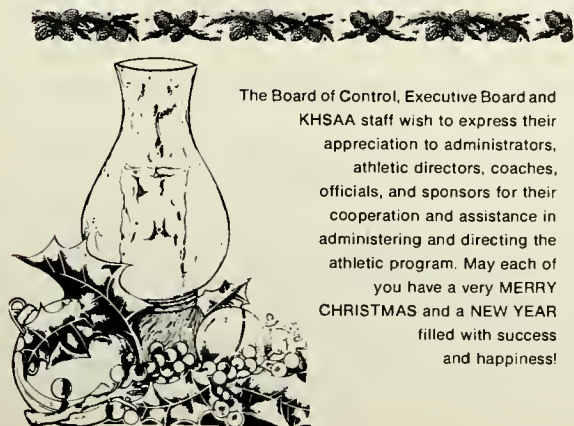 The Board of Control, Executive Board and
KHSAA staff wish to express their
appreciation to administrators,
athletic directors, coaches,
officials, and sponsors for their
cooperation and assistance in
administering and directing the
athletic program. May each of
you have a very MERRY
CHRISTMAS and a NEW YEAR
filled with success
and happiness!